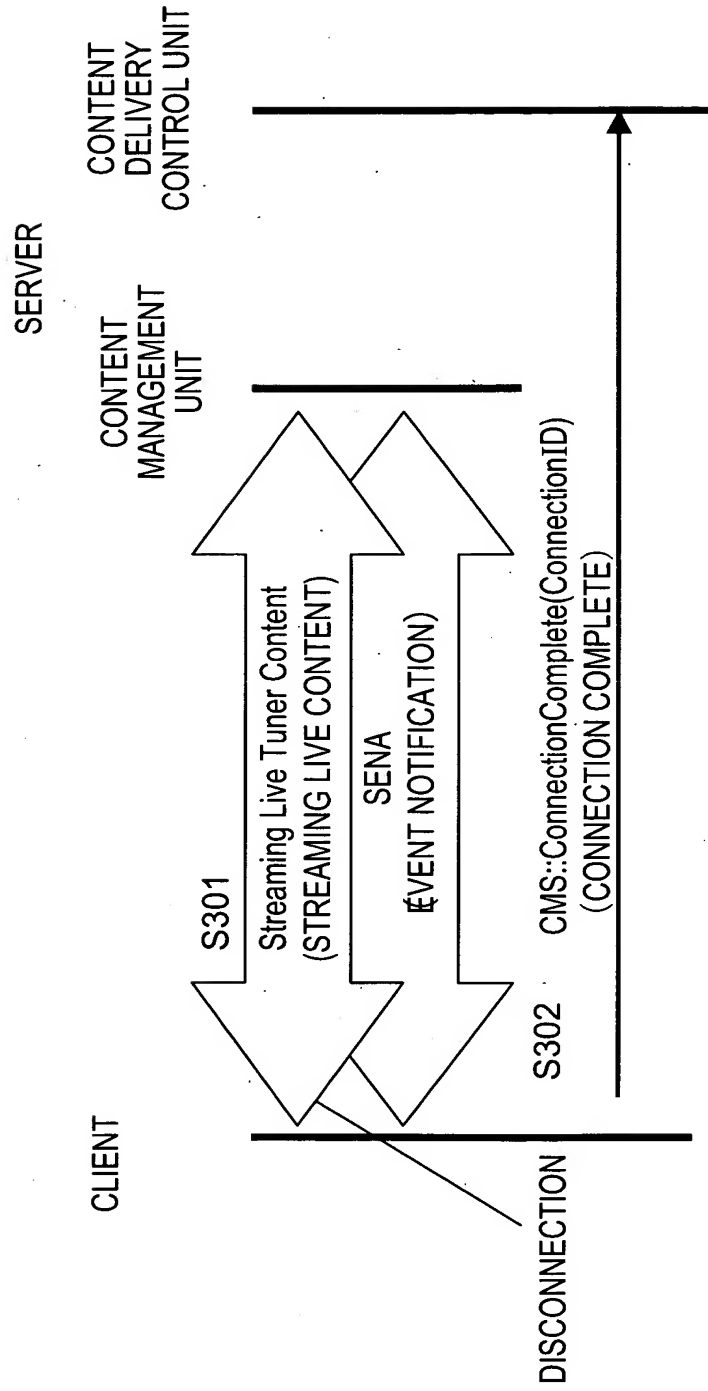 SERVER
CLIENT
CONTENT
MANAGEMENT
UNIT
CONTENT
DELIVERY
CONTROL UNIT
S301
Streaming Live Tuner Content
(STREAMING LIVE CONTENT)
SENA
(EVENT NOTIFICATION)
S302
CMS::ConnectionComplete(ConnectionID)
(CONNECTION COMPLETE)
DISCONNECTION